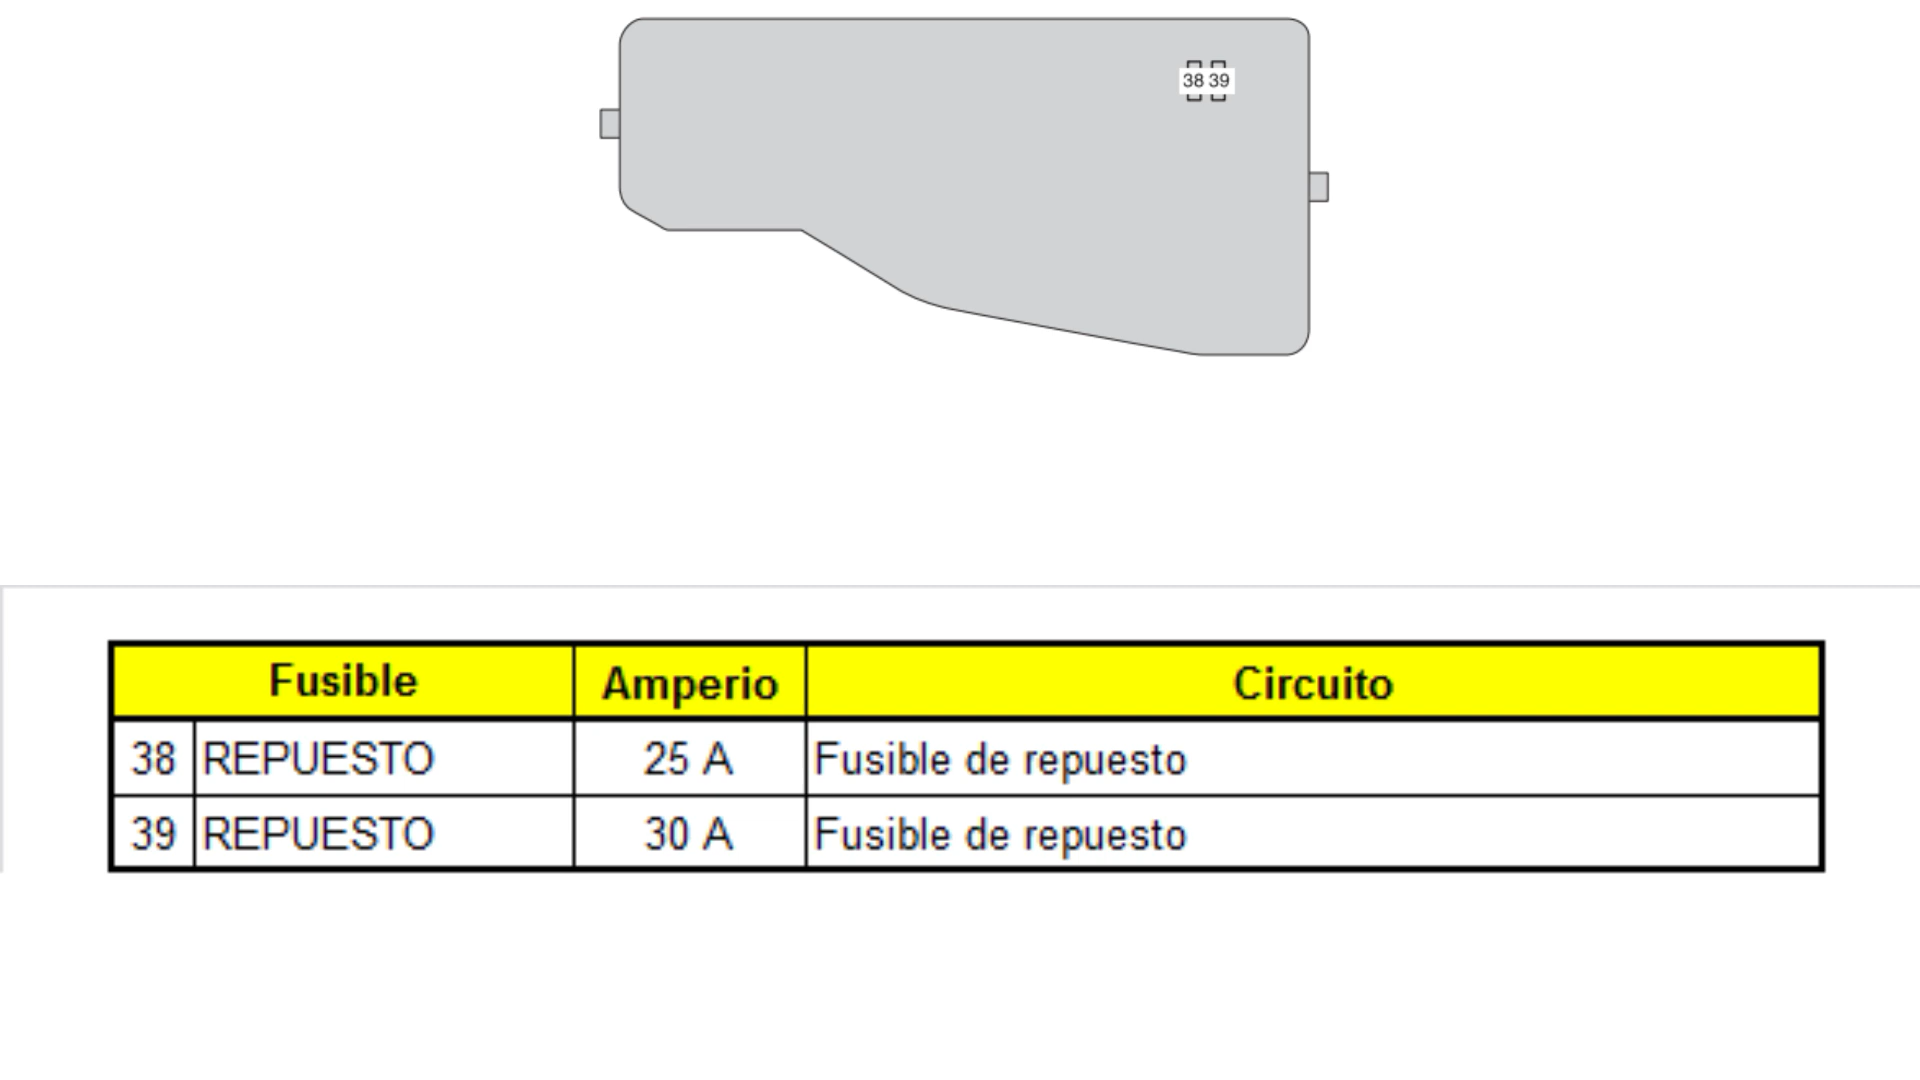 38 39
Fusible Amperio Circuito
38 REPUESTO 25 A Fusible de repuesto
39 REPUESTO 30 A Fusible de repuesto